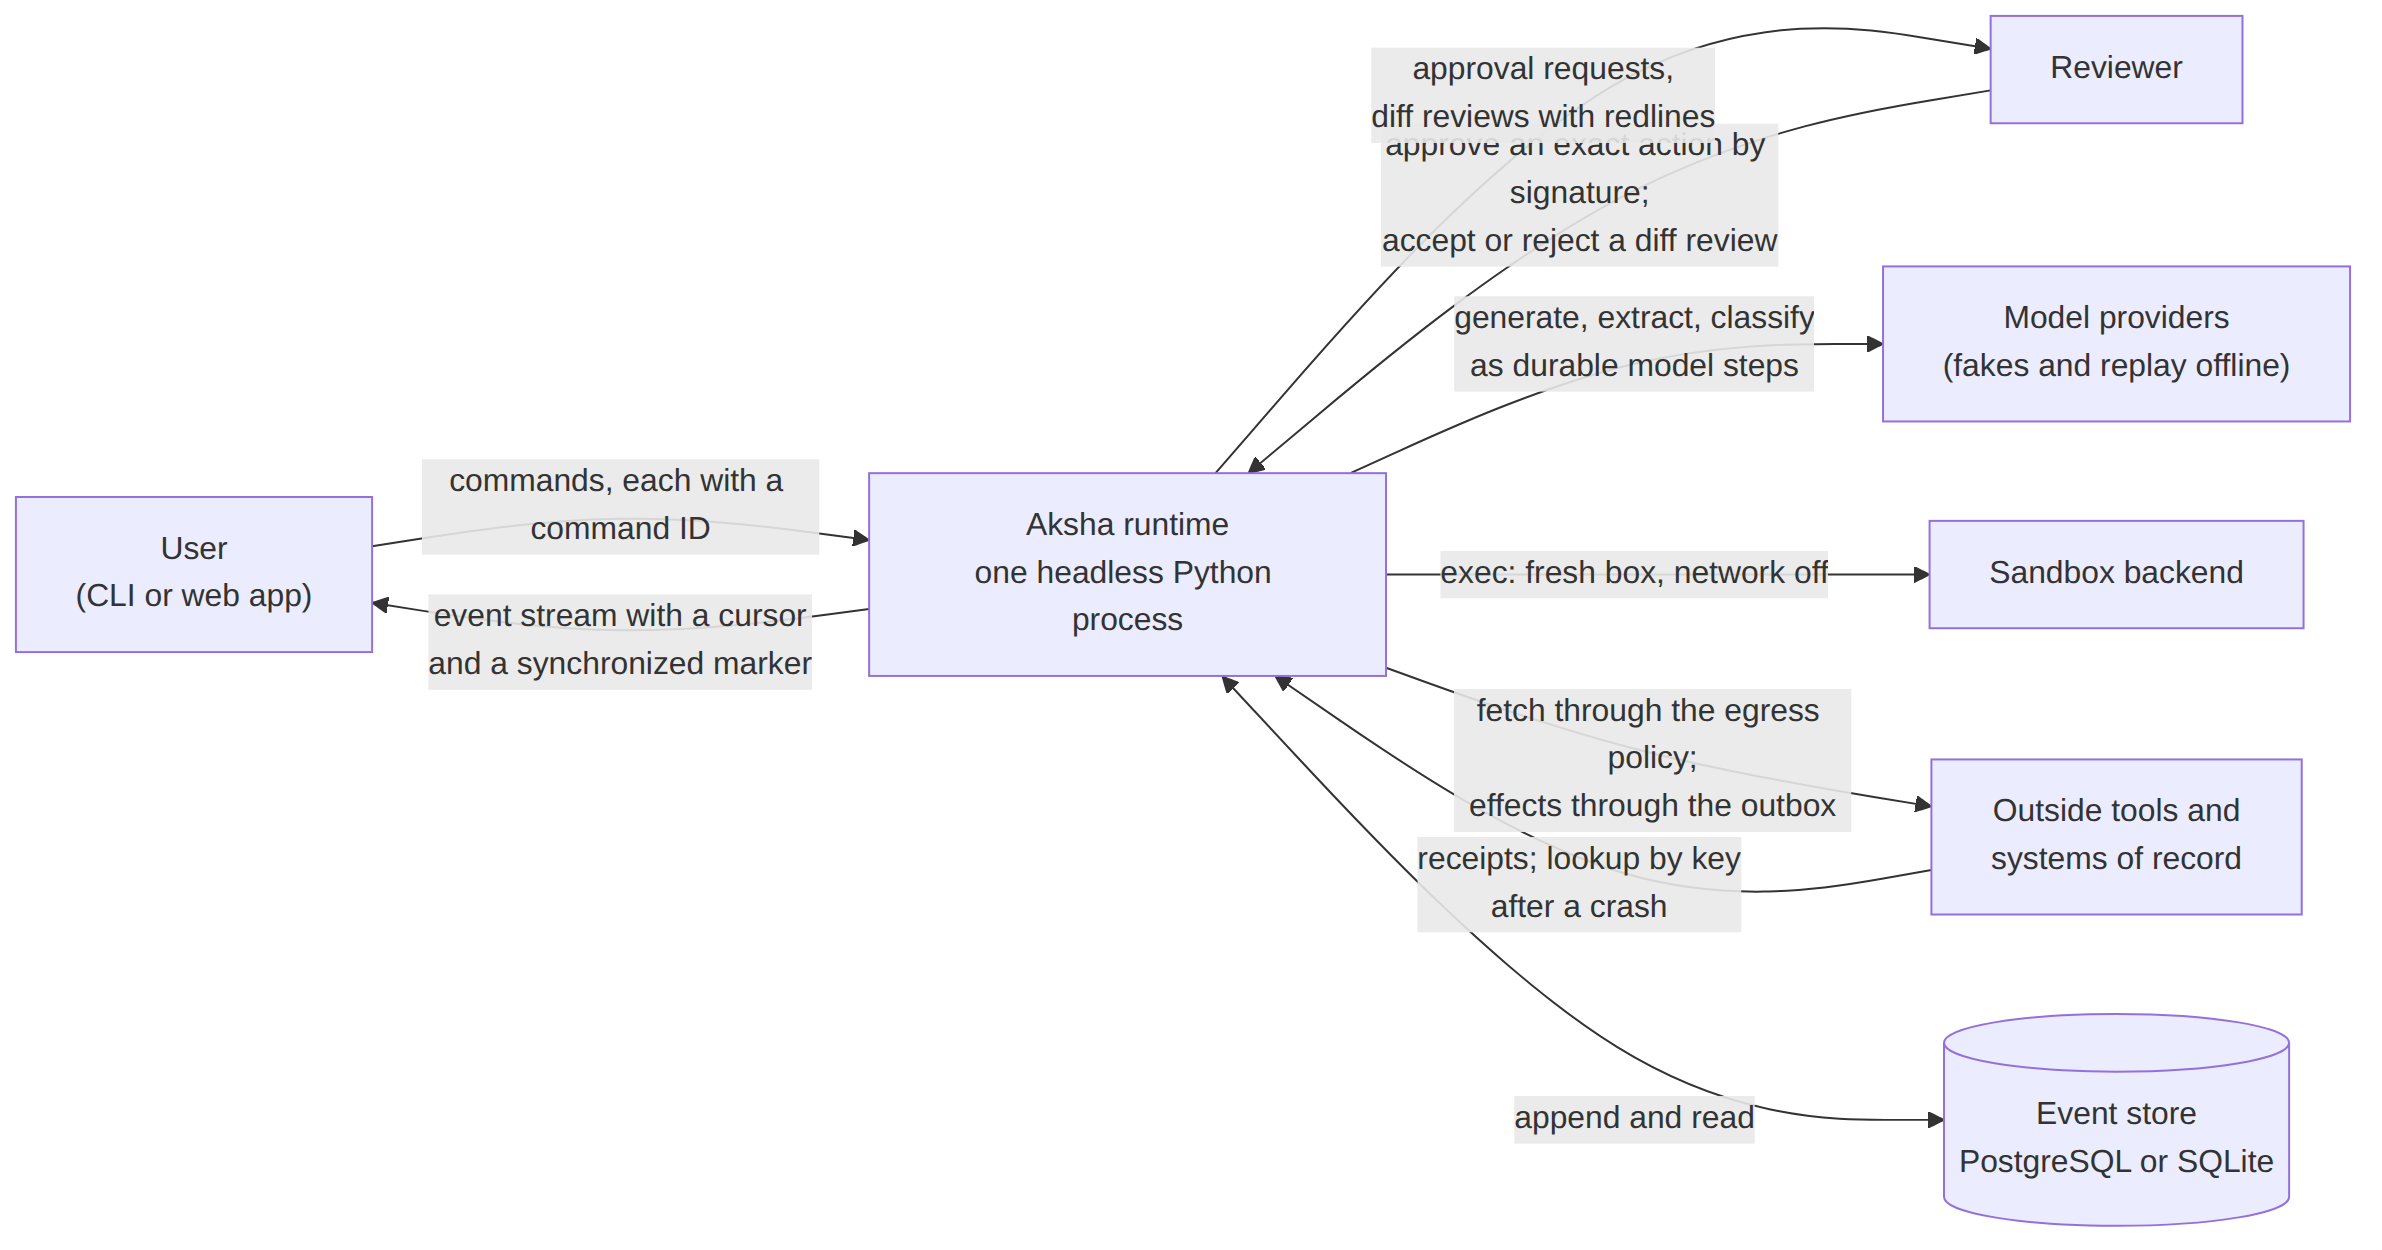 approval requests,
diff reviews with redlines
Reviewer
approve an exact action by
signature;
accept or reject a diff review
generate, extract, classify
as durable model steps
Model providers
(fakes and replay offline)
commands, each with a
command ID
User
(CLI or web app)
event stream with a cursor
and a synchronized marker
Aksha runtime
one headless Python
process
exec: fresh box, network off
Sandbox backend
fetch through the egress
policy;
effects through the outbox
Outside tools and
systems of record
receipts; lookup by key
after a crash
append and read
Event store
PostgreSQL or SQLite